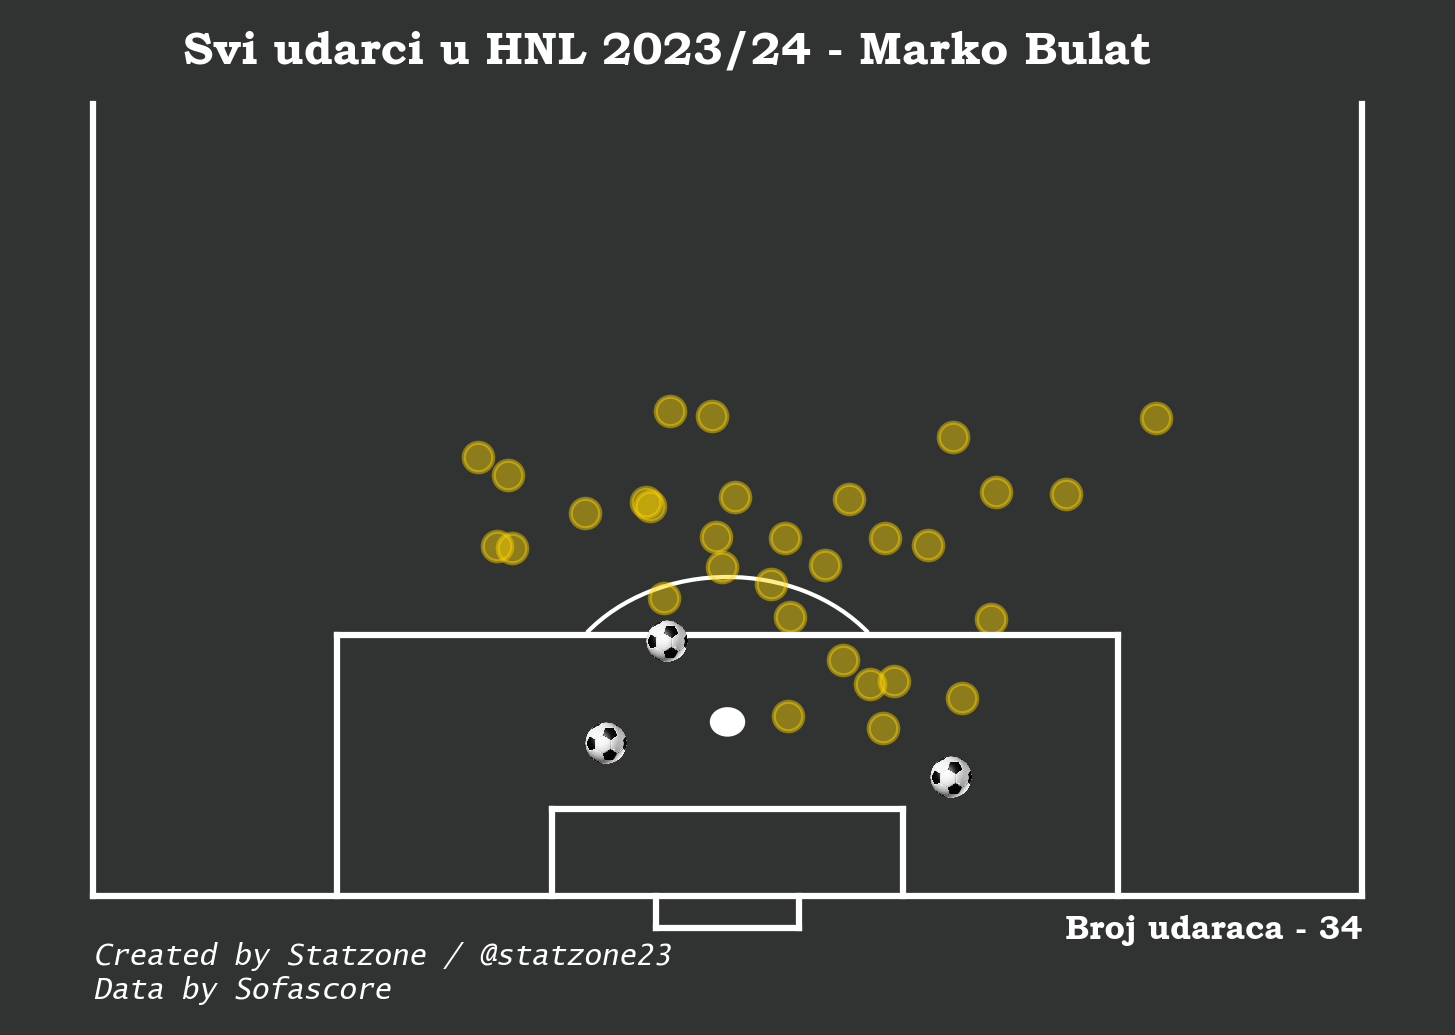 Svi udarci u HNL 2023/24 - Marko Bulat
Broj udaraca - 34
Created by Statzone / @statzone23
Data by Sofascore